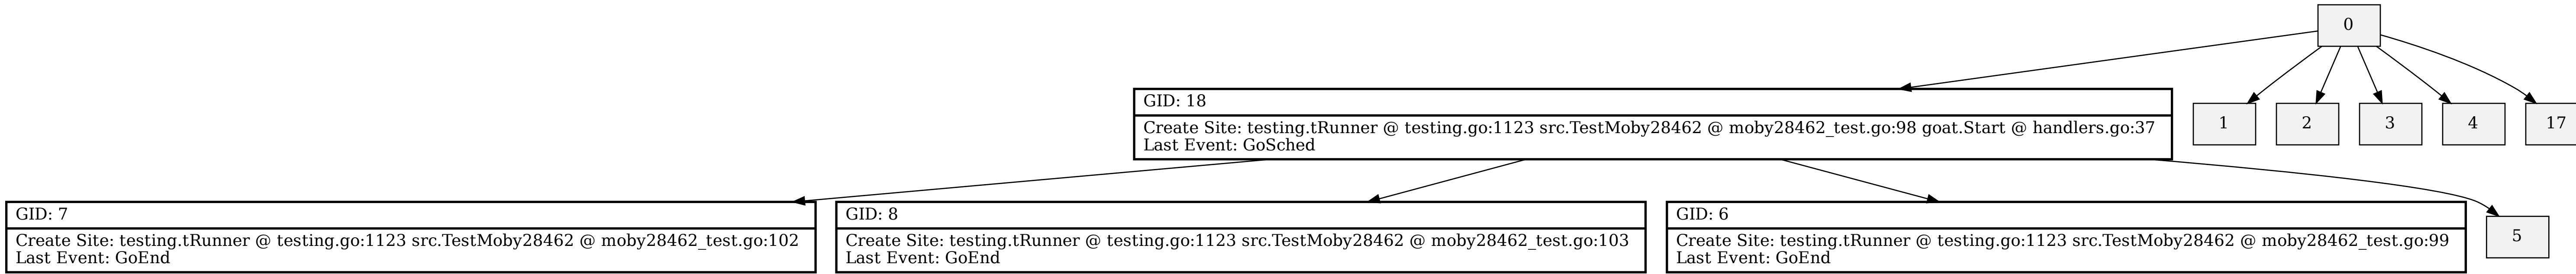 0
GID: 18
Create Site: testing.tRunner @ testing.go:1123 src.TestMoby28462 @ moby28462_test.go:98 goat.Start @ handlers.go:37
Last Event: GoSched
1
2
3
4
17
GID: 7
Create Site: testing.tRunner @ testing.go:1123 src.TestMoby28462 @ moby28462_test.go:102
Last Event: GoEnd
GID: 8
Create Site: testing.tRunner @ testing.go:1123 src.TestMoby28462 @ moby28462_test.go:103
Last Event: GoEnd
GID: 6
Create Site: testing.tRunner @ testing.go:1123 src.TestMoby28462 @ moby28462_test.go:99
Last Event: GoEnd
5